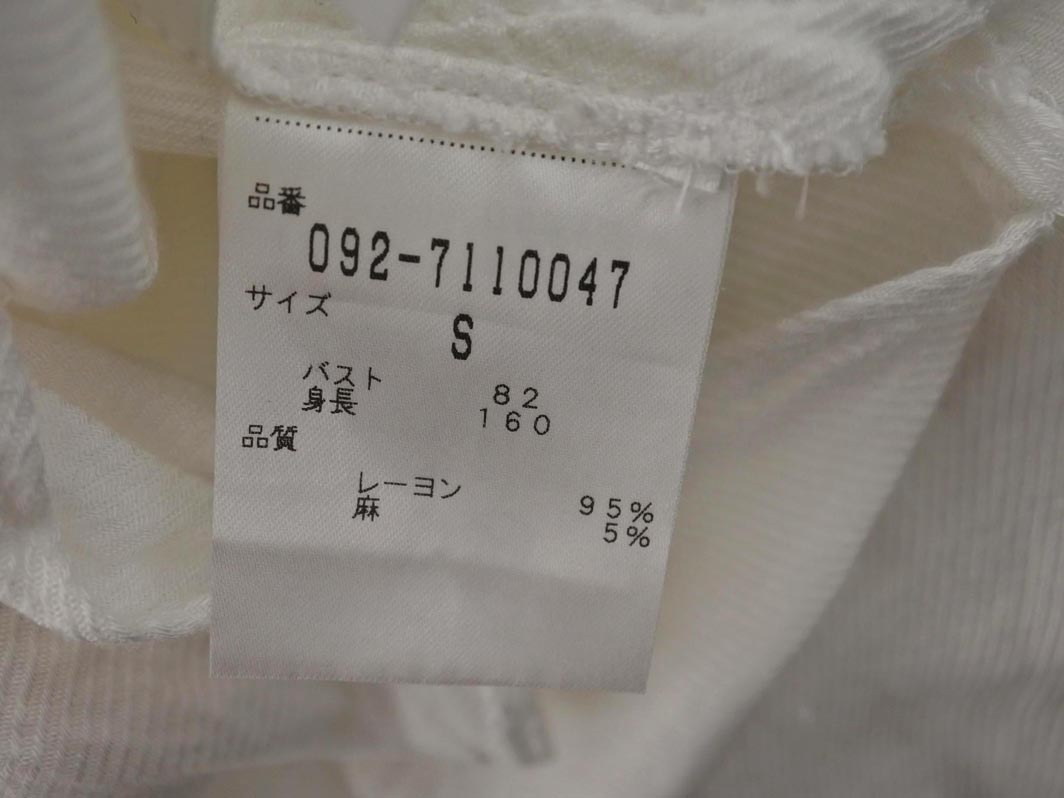 品番
092-7110047
サイズ
S
バスト 82
身長 160
品質
レーヨン 95%
麻 5%